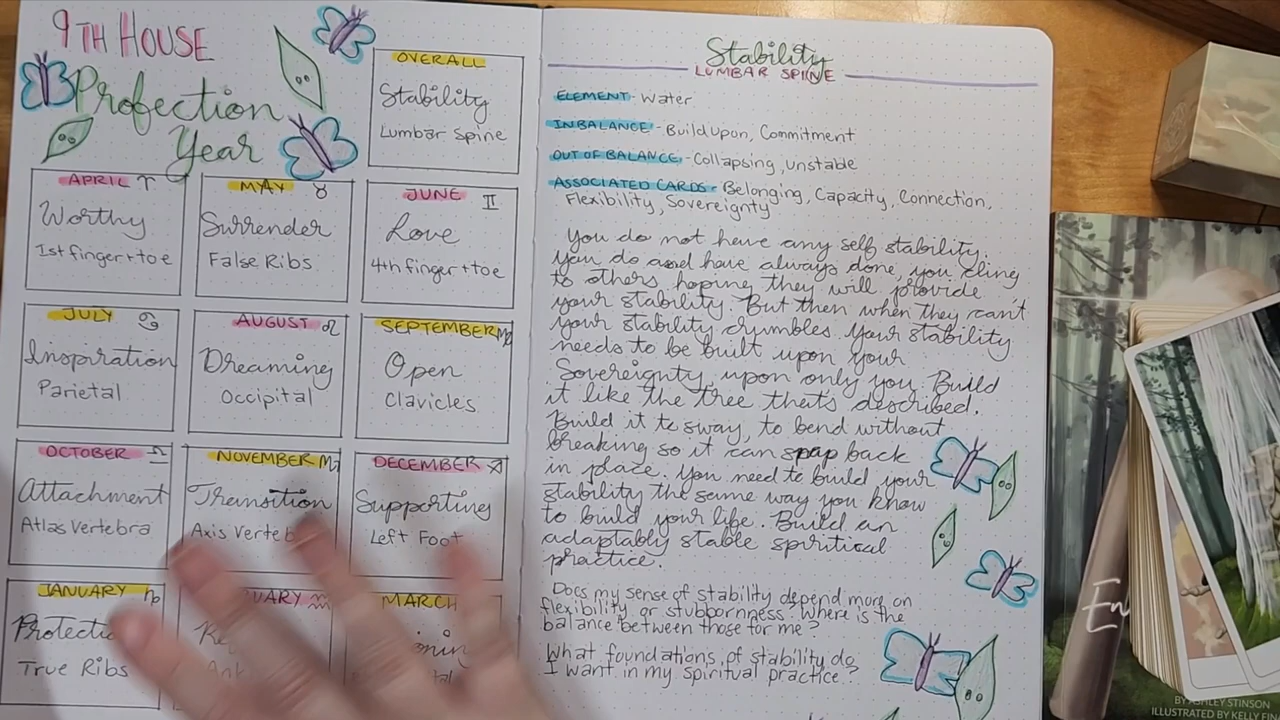 9TH HOUSE
Profection
Year
OVERALL
Stability
Lumbar Spine
APRIL ♈
Worthy
1st finger + toe
MAY ♉
Surrender
False Ribs
JUNE ♊
Love
4th finger + toe
JULY ♋
Inspiration
Parietal
AUGUST ♌
Dreaming
Occipital
SEPTEMBER ♍
Open
Clavicles
OCTOBER ♎
Attachment
Atlas Vertebra
NOVEMBER ♏
Transition
Axis
DECEMBER ♐
Supporting
Left Foot
JANUARY ♑
True Ribs
♒
MARCH
Stability
LUMBAR SPINE
ELEMENT - Water
IN BALANCE - Build upon, Commitment
OUT OF BALANCE - Collapsing, unstable
ASSOCIATED CARDS - Belonging, Capacity, Connection,
Flexibility, Sovereignty
You do not have any self stability.
You do and have always done, you cling
to others hoping they will provide
your stability. But then when they can't
your stability crumbles. Your stability
needs to be built upon your
Sovereignty upon only you. Build
it like the tree that's described.
Build it to sway, to bend without
breaking so it can snap back
in place. You need to build your
stability the same way you know
to build your life. Build an
adaptably stable spiritical
practice.
Does my sense of stability depend more on
flexibility or stubbornness, where is the
balance between those for me?
What foundations of stability do
I want in my spiritual practice?
BY ASHLEY STINSON
ILLUSTRATED BY KELLY